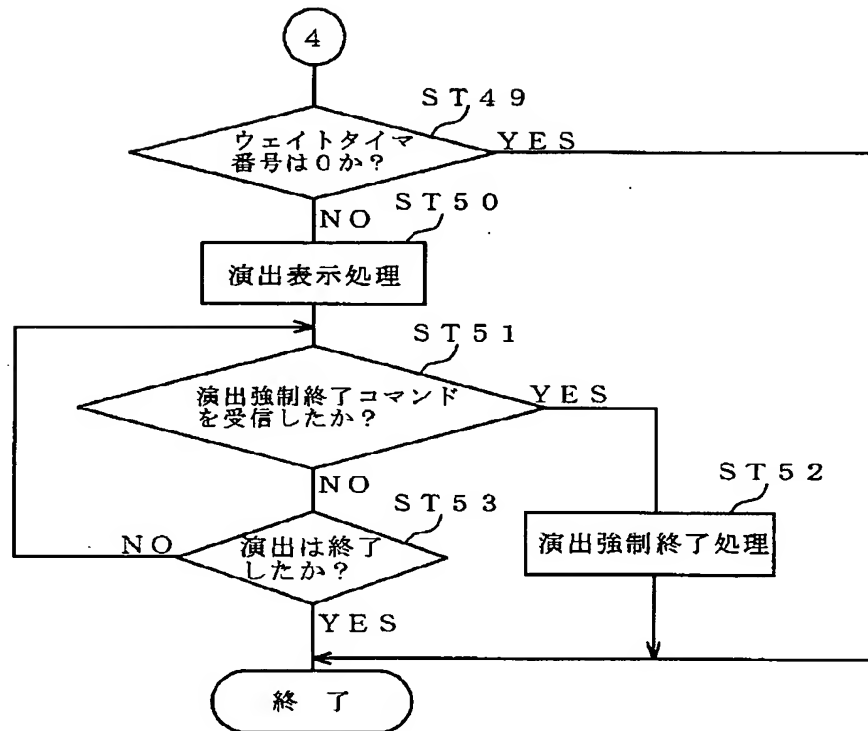 4
ST49
ウェイトタイマ
番号は0か?
YES
NO
ST50
演出表示処理
ST51
演出強制終了コマンド
を受信したか?
YES
NO
ST52
演出強制終了処理
ST53
演出は終了
したか?
NO
YES
終了